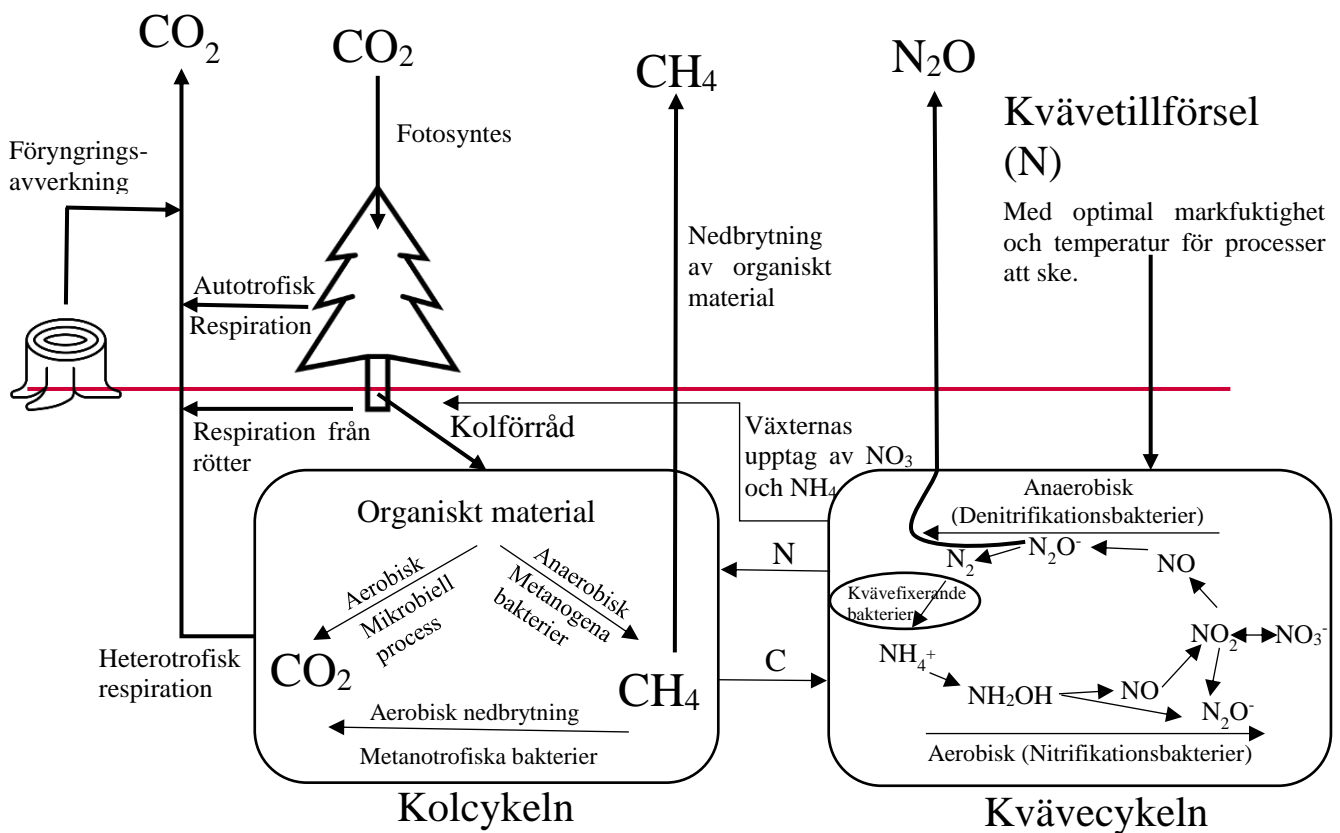 CO₂
CO₂
CH₄
N₂O
Fotosyntes
Föryngrings-
avverkning
Kvävetillförsel
(N)
Med optimal markfuktighet
och temperatur för processer
att ske.
Nedbrytning
av organiskt
material
Autotrofisk
Respiration
Respiration från
rötter
Kolförråd
Växternas
upptag av NO₃
och NH₄
Organiskt material
Aerobisk
Mikrobiell
process
Anaerobisk
Metanogena
bakterier
CO₂
CH₄
Aerobisk nedbrytning
Metanotrofiska bakterier
Heterotrofisk
respiration
N
C
Anaerobisk
(Denitrifikationsbakterier)
N₂
N₂O⁻
NO
Kvävefixerande
bakterier
NO₂
NO₃⁻
NH₄⁺
NH₂OH
NO
N₂O⁻
Aerobisk (Nitrifikationsbakterier)
Kolcykeln
Kvävecykeln